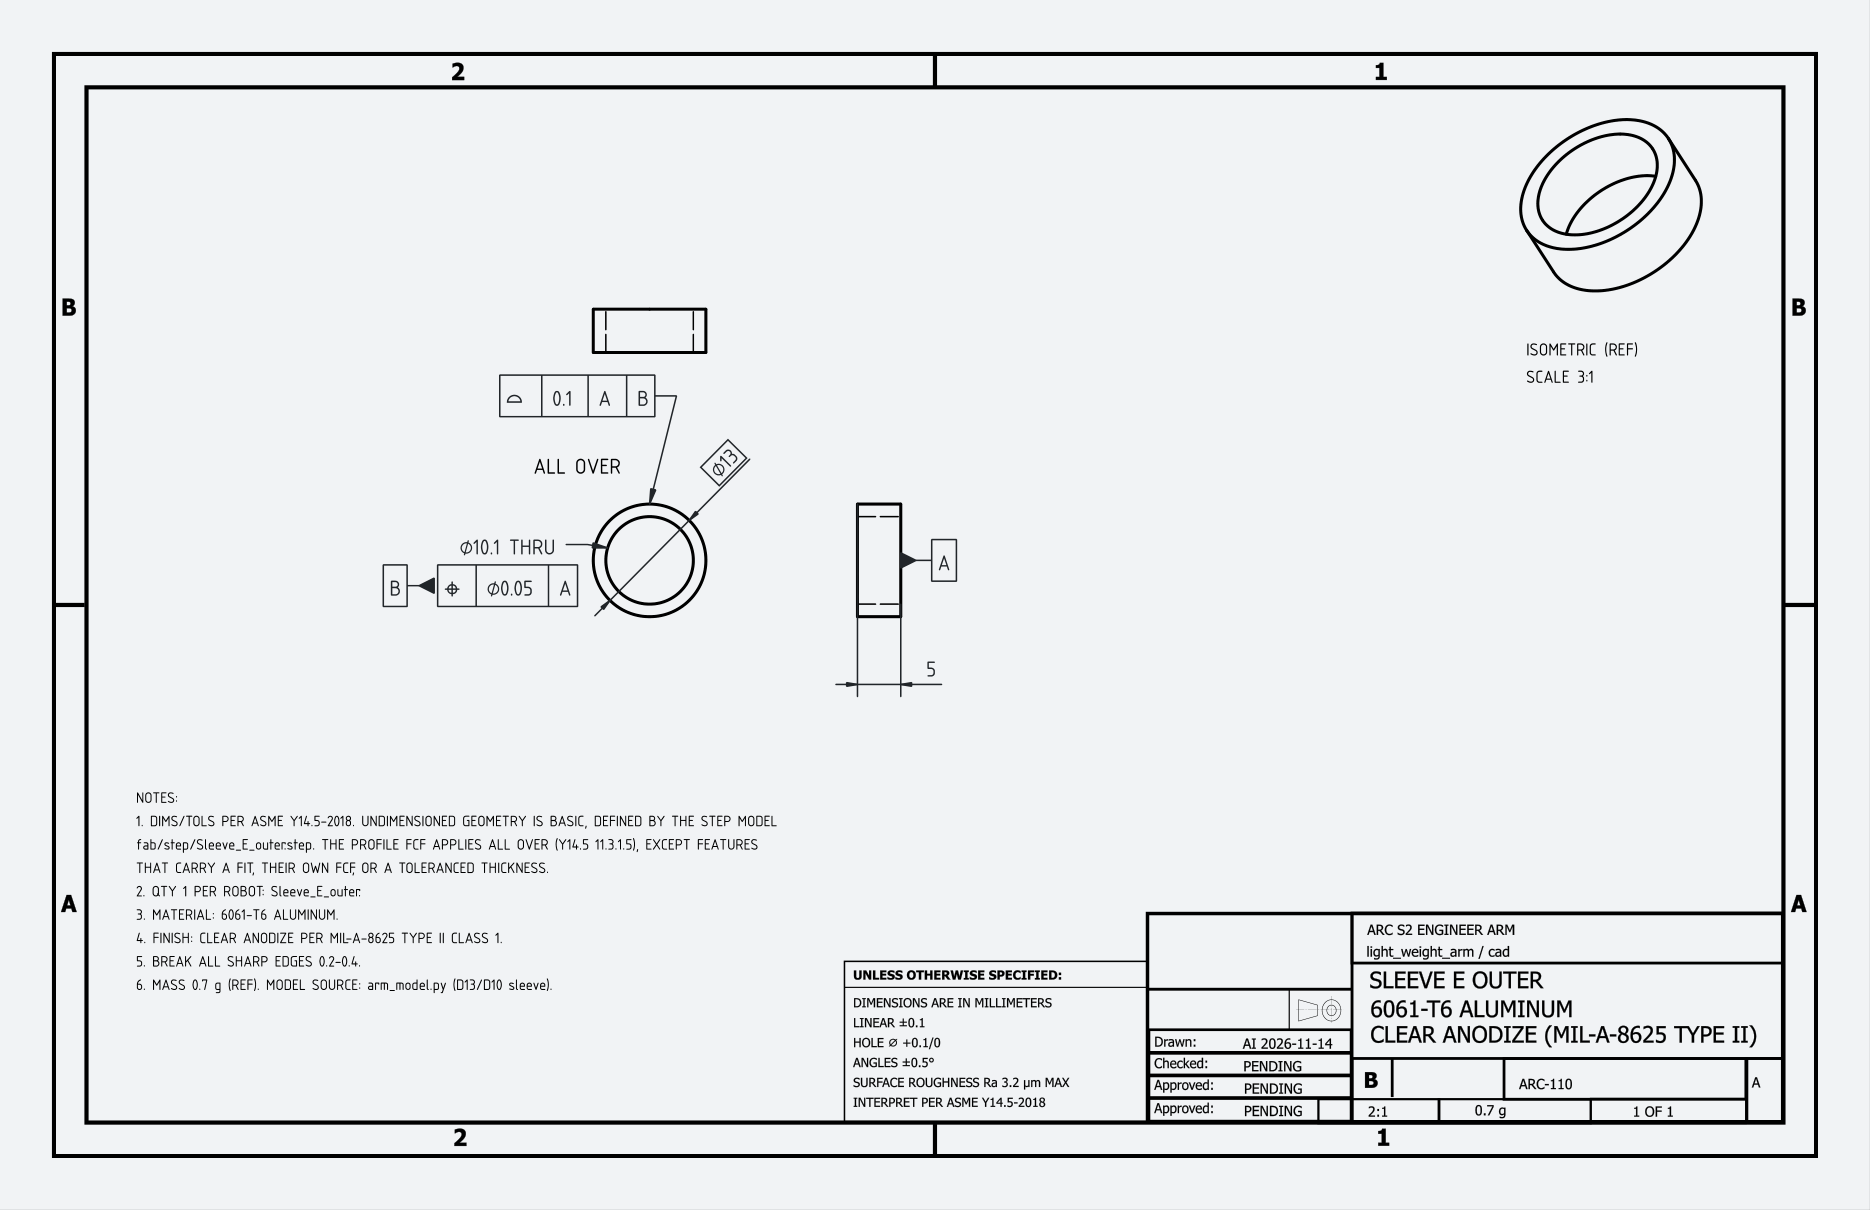 2
1
B
B
ISOMETRIC (REF)
SCALE 3:1
⌓ 0.1 A B
ALL OVER
⌀13
⌀10.1 THRU
B ⌖ ⌀0.05 A
A
5
NOTES:
1. DIMS/TOLS PER ASME Y14.5-2018. UNDIMENSIONED GEOMETRY IS BASIC, DEFINED BY THE STEP MODEL
fab/step/Sleeve_E_outer.step. THE PROFILE FCF APPLIES ALL OVER (Y14.5 11.3.1.5), EXCEPT FEATURES
THAT CARRY A FIT, THEIR OWN FCF, OR A TOLERANCED THICKNESS.
2. QTY 1 PER ROBOT: Sleeve_E_outer.
3. MATERIAL: 6061-T6 ALUMINUM.
4. FINISH: CLEAR ANODIZE PER MIL-A-8625 TYPE II CLASS 1.
5. BREAK ALL SHARP EDGES 0.2-0.4.
6. MASS 0.7 g (REF). MODEL SOURCE: arm_model.py (D13/D10 sleeve).
A
A
UNLESS OTHERWISE SPECIFIED:
DIMENSIONS ARE IN MILLIMETERS
LINEAR ±0.1
HOLE ⌀ +0.1/0
ANGLES ±0.5°
SURFACE ROUGHNESS Ra 3.2 µm MAX
INTERPRET PER ASME Y14.5-2018
Drawn: AI 2026-11-14
Checked: PENDING
Approved: PENDING
Approved: PENDING
ARC S2 ENGINEER ARM
light_weight_arm / cad
SLEEVE E OUTER
6061-T6 ALUMINUM
CLEAR ANODIZE (MIL-A-8625 TYPE II)
B ARC-110 A
2:1 0.7 g 1 OF 1
2
1